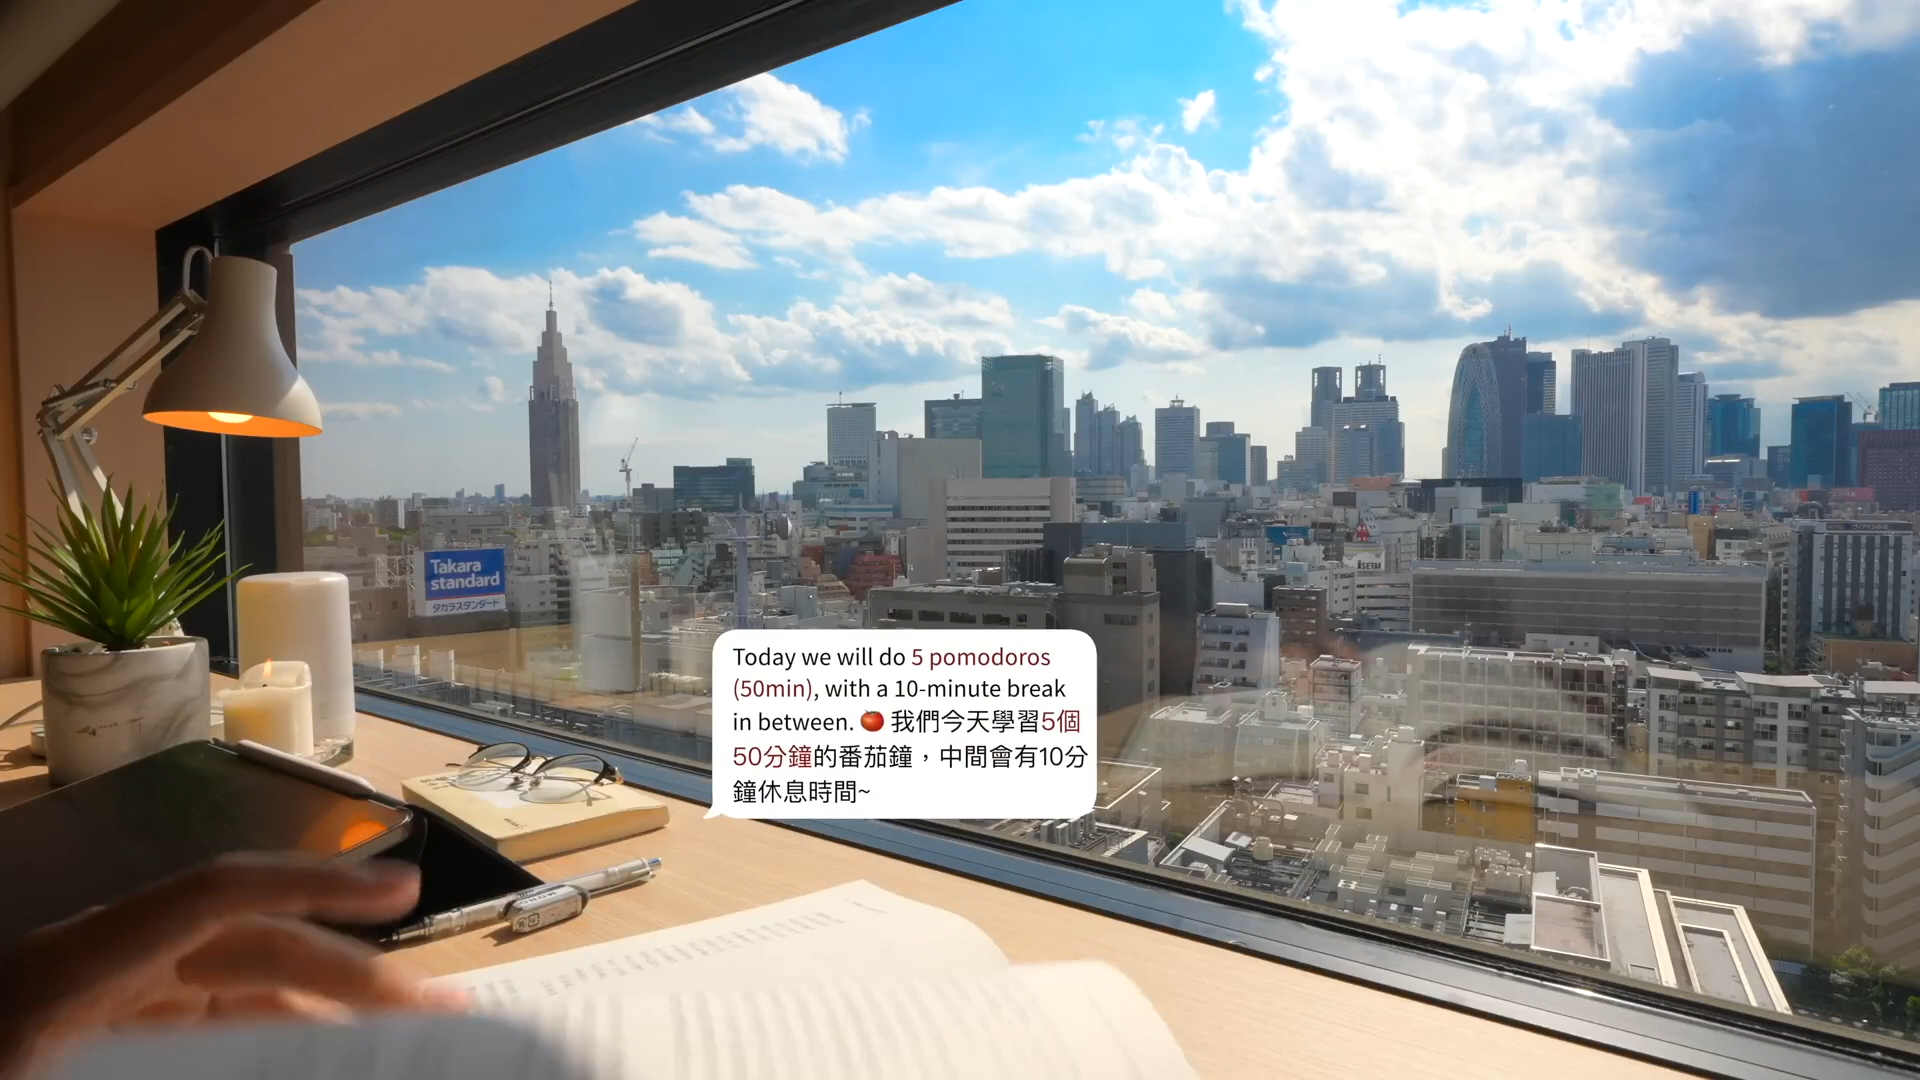 Takara
standard
タカラスタンダード
Today we will do 5 pomodoros
(50min), with a 10-minute break
in between. 🍅 我們今天學習5個
50分鐘的番茄鐘，中間會有10分
鐘休息時間~